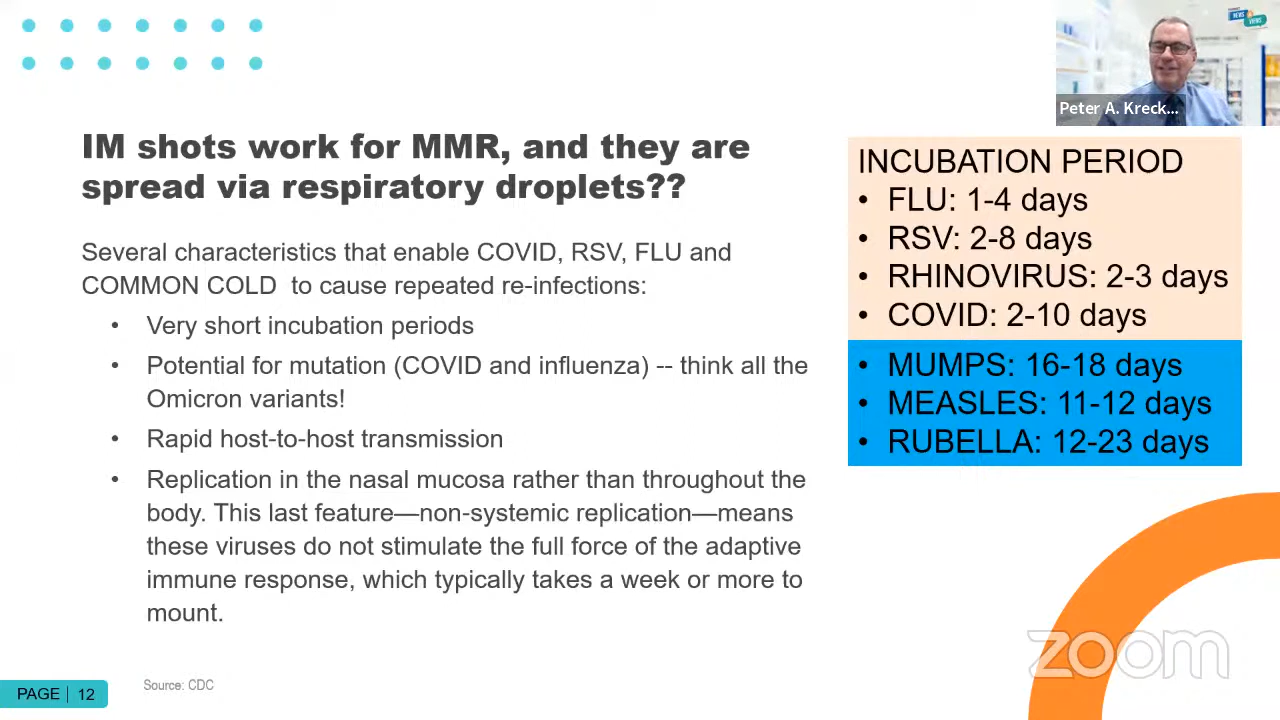 NEWS
VIEWS
Peter A. Kreck...
IM shots work for MMR, and they are
spread via respiratory droplets??
Several characteristics that enable COVID, RSV, FLU and
COMMON COLD to cause repeated re-infections:
• Very short incubation periods
• Potential for mutation (COVID and influenza) -- think all the
Omicron variants!
• Rapid host-to-host transmission
• Replication in the nasal mucosa rather than throughout the
body. This last feature—non-systemic replication—means
these viruses do not stimulate the full force of the adaptive
immune response, which typically takes a week or more to
mount.
INCUBATION PERIOD
• FLU: 1-4 days
• RSV: 2-8 days
• RHINOVIRUS: 2-3 days
• COVID: 2-10 days
• MUMPS: 16-18 days
• MEASLES: 11-12 days
• RUBELLA: 12-23 days
zoom
PAGE | 12
Source: CDC